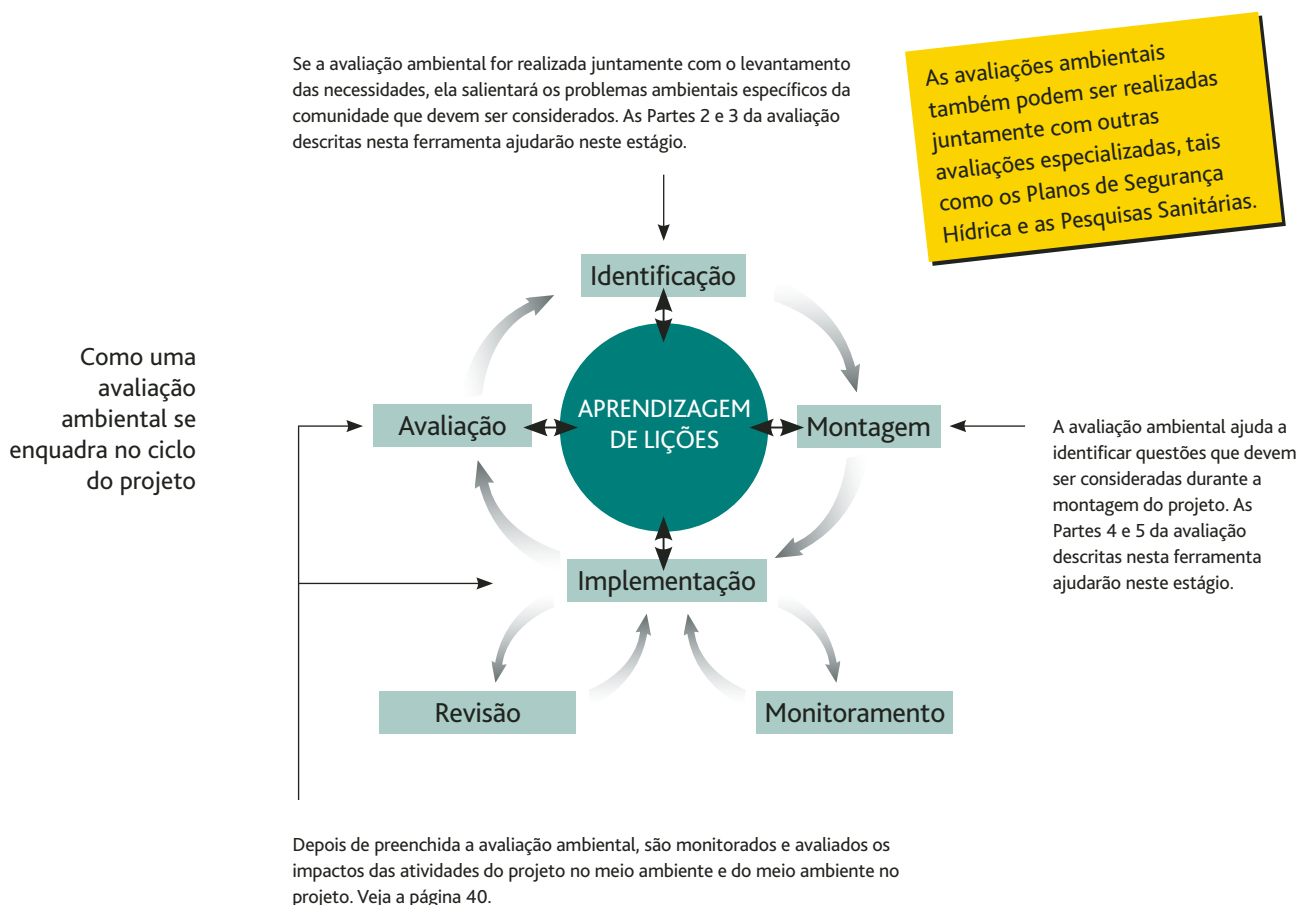 Se a avaliação ambiental for realizada juntamente com o levantamento
das necessidades, ela salientará os problemas ambientais específicos da
comunidade que devem ser considerados. As Partes 2 e 3 da avaliação
descritas nesta ferramenta ajudarão neste estágio.
As avaliações ambientais
também podem ser realizadas
juntamente com outras
avaliações especializadas, tais
como os Planos de Segurança
Hídrica e as Pesquisas Sanitárias.
Como uma
avaliação
ambiental se
enquadra no ciclo
do projeto
Identificação
Avaliação
APRENDIZAGEM
DE LIÇÕES
Montagem
A avaliação ambiental ajuda a
identificar questões que devem
ser consideradas durante a
montagem do projeto. As
Partes 4 e 5 da avaliação
descritas nesta ferramenta
ajudarão neste estágio.
Implementação
Revisão
Monitoramento
Depois de preenchida a avaliação ambiental, são monitorados e avaliados os
impactos das atividades do projeto no meio ambiente e do meio ambiente no
projeto. Veja a página 40.